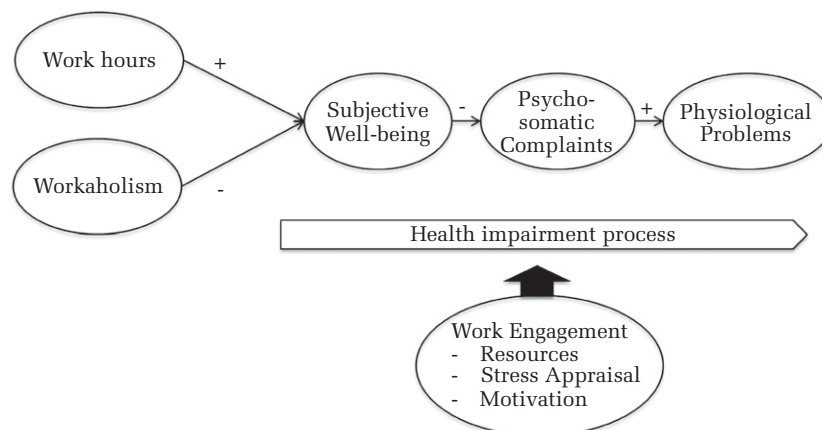 Work hours
+
Workaholism
-
Subjective
Well-being
-
Psycho-
somatic
Complaints
+
Physiological
Problems
Health impairment process
Work Engagement
- Resources
- Stress Appraisal
- Motivation